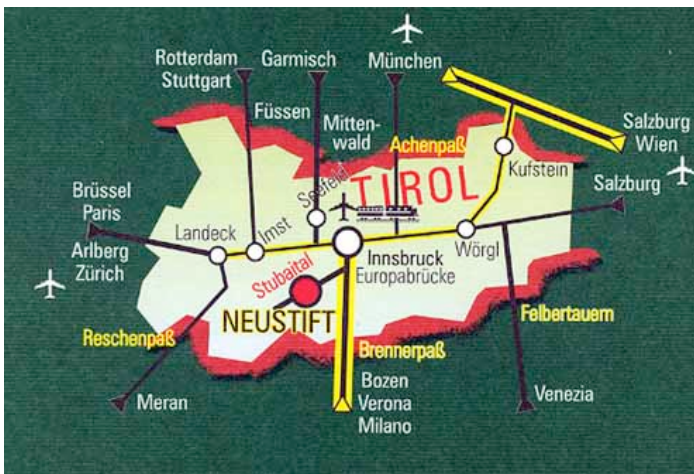 Rotterdam
Stuttgart
Garmisch
München
Füssen
Mitten-
wald
Achenpaß
Salzburg
Wien
Kufstein
TIROL
Seefeld
Salzburg
Brüssel
Paris
Arlberg
Zürich
Landeck
Imst
Innsbruck
Europabrücke
Wörgl
Stubaital
NEUSTIFT
Reschenpaß
Brennerpaß
Felbertauern
Meran
Bozen
Verona
Milano
Venezia